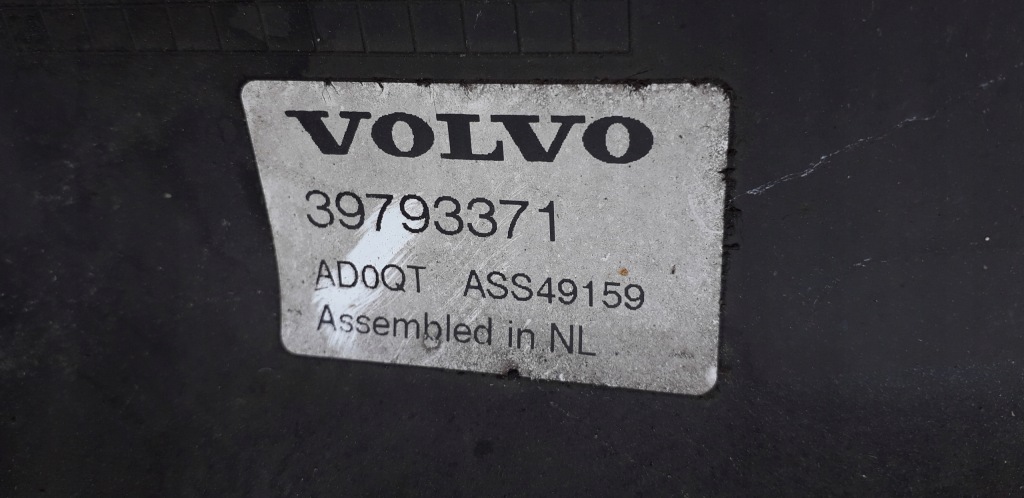 VOLVO
39793371
AD0QT ASS49159
Assembled in NL